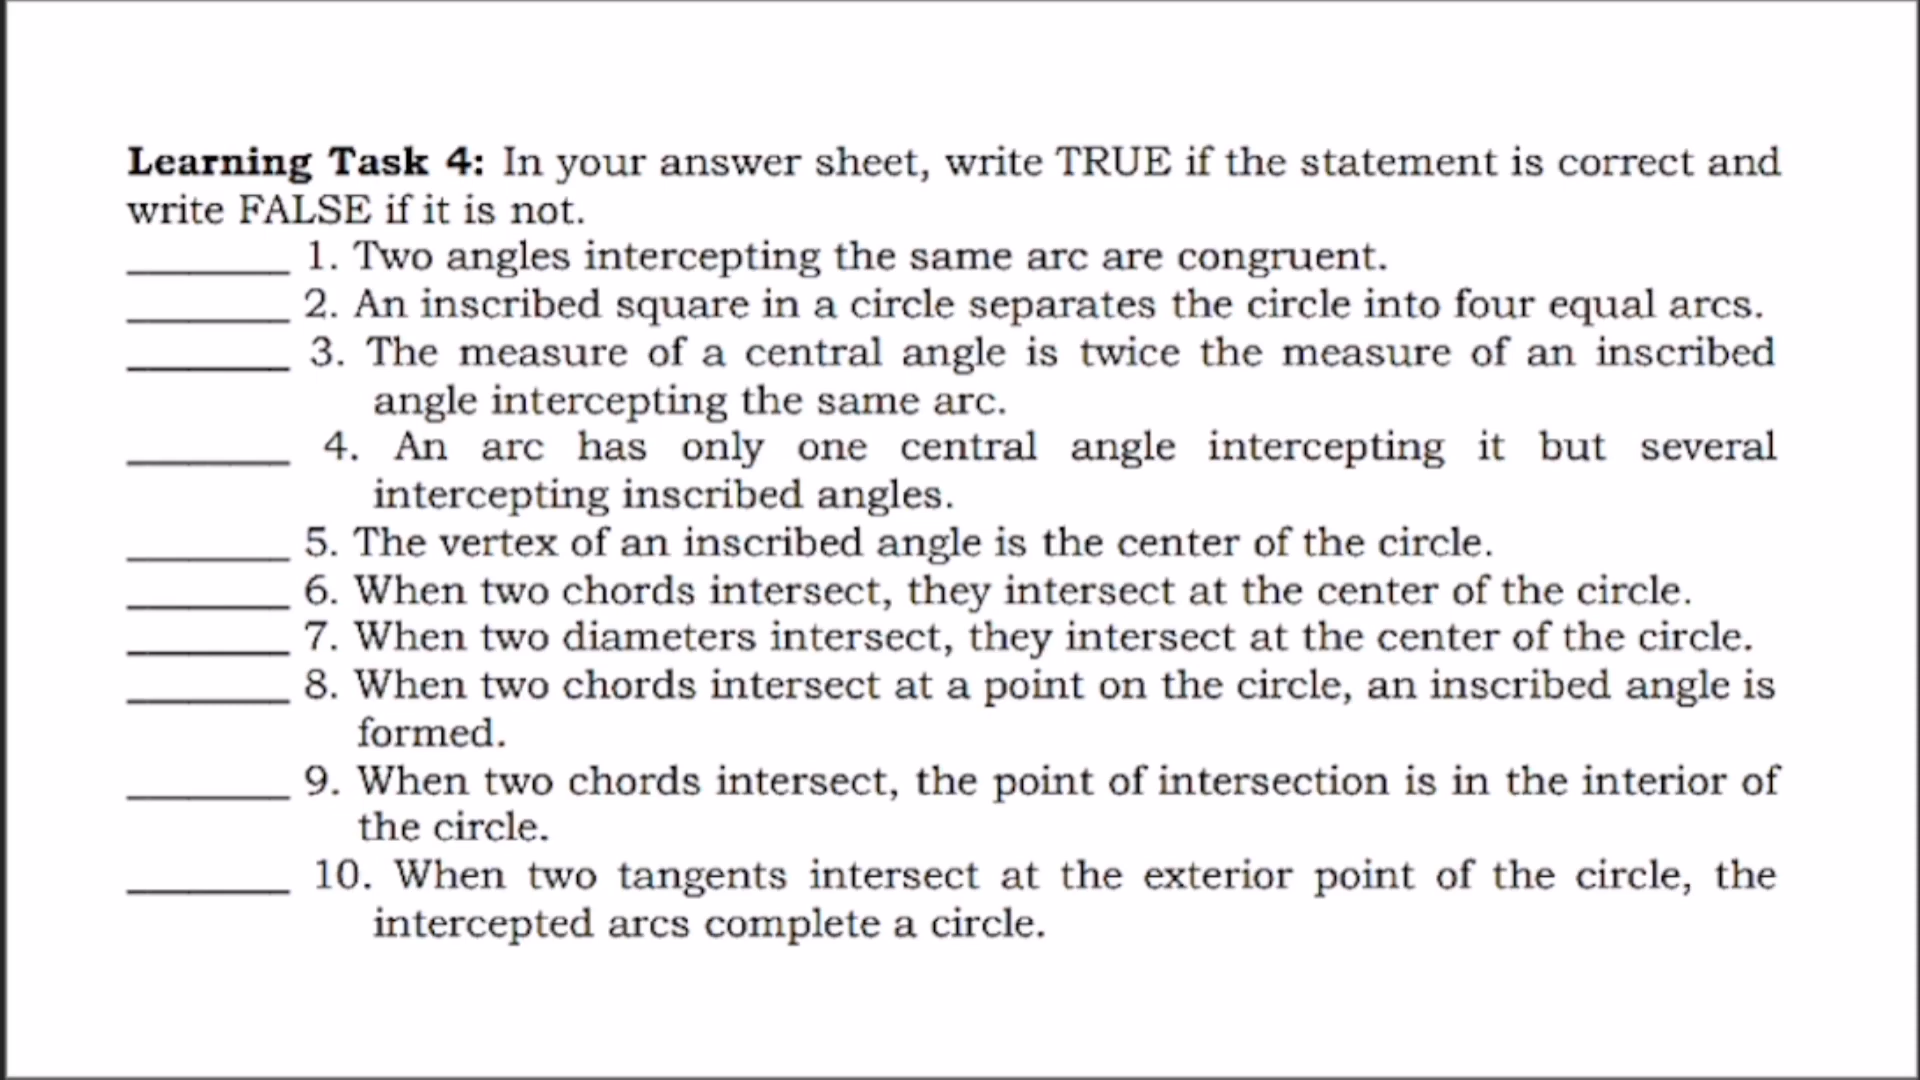 Learning Task 4: In your answer sheet, write TRUE if the statement is correct and
write FALSE if it is not.
________ 1. Two angles intercepting the same arc are congruent.
________ 2. An inscribed square in a circle separates the circle into four equal arcs.
________ 3. The measure of a central angle is twice the measure of an inscribed
angle intercepting the same arc.
________ 4. An arc has only one central angle intercepting it but several
intercepting inscribed angles.
________ 5. The vertex of an inscribed angle is the center of the circle.
________ 6. When two chords intersect, they intersect at the center of the circle.
________ 7. When two diameters intersect, they intersect at the center of the circle.
________ 8. When two chords intersect at a point on the circle, an inscribed angle is
formed.
________ 9. When two chords intersect, the point of intersection is in the interior of
the circle.
________ 10. When two tangents intersect at the exterior point of the circle, the
intercepted arcs complete a circle.